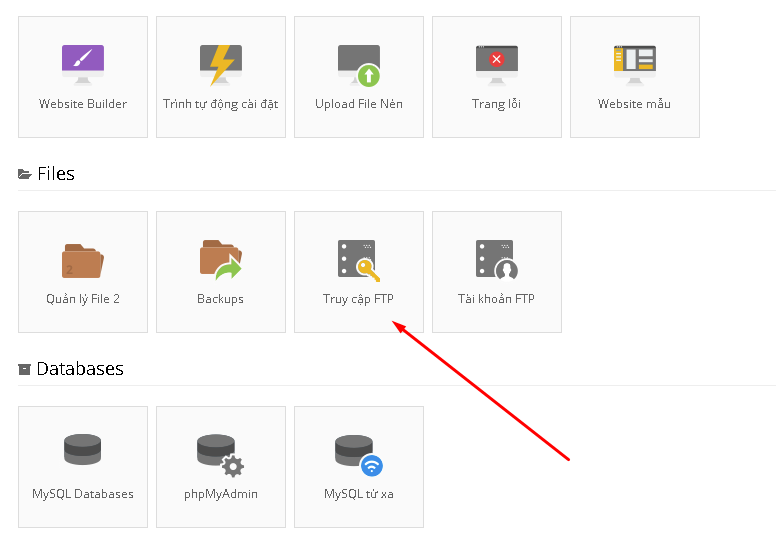 Website Builder
Trình tự động cài đặt
Upload File Nén
Trang lỗi
Website mẫu
Files
2
Quản lý File 2
Backups
Truy cập FTP
Tài khoản FTP
Databases
MySQL Databases
phpMyAdmin
MySQL từ xa